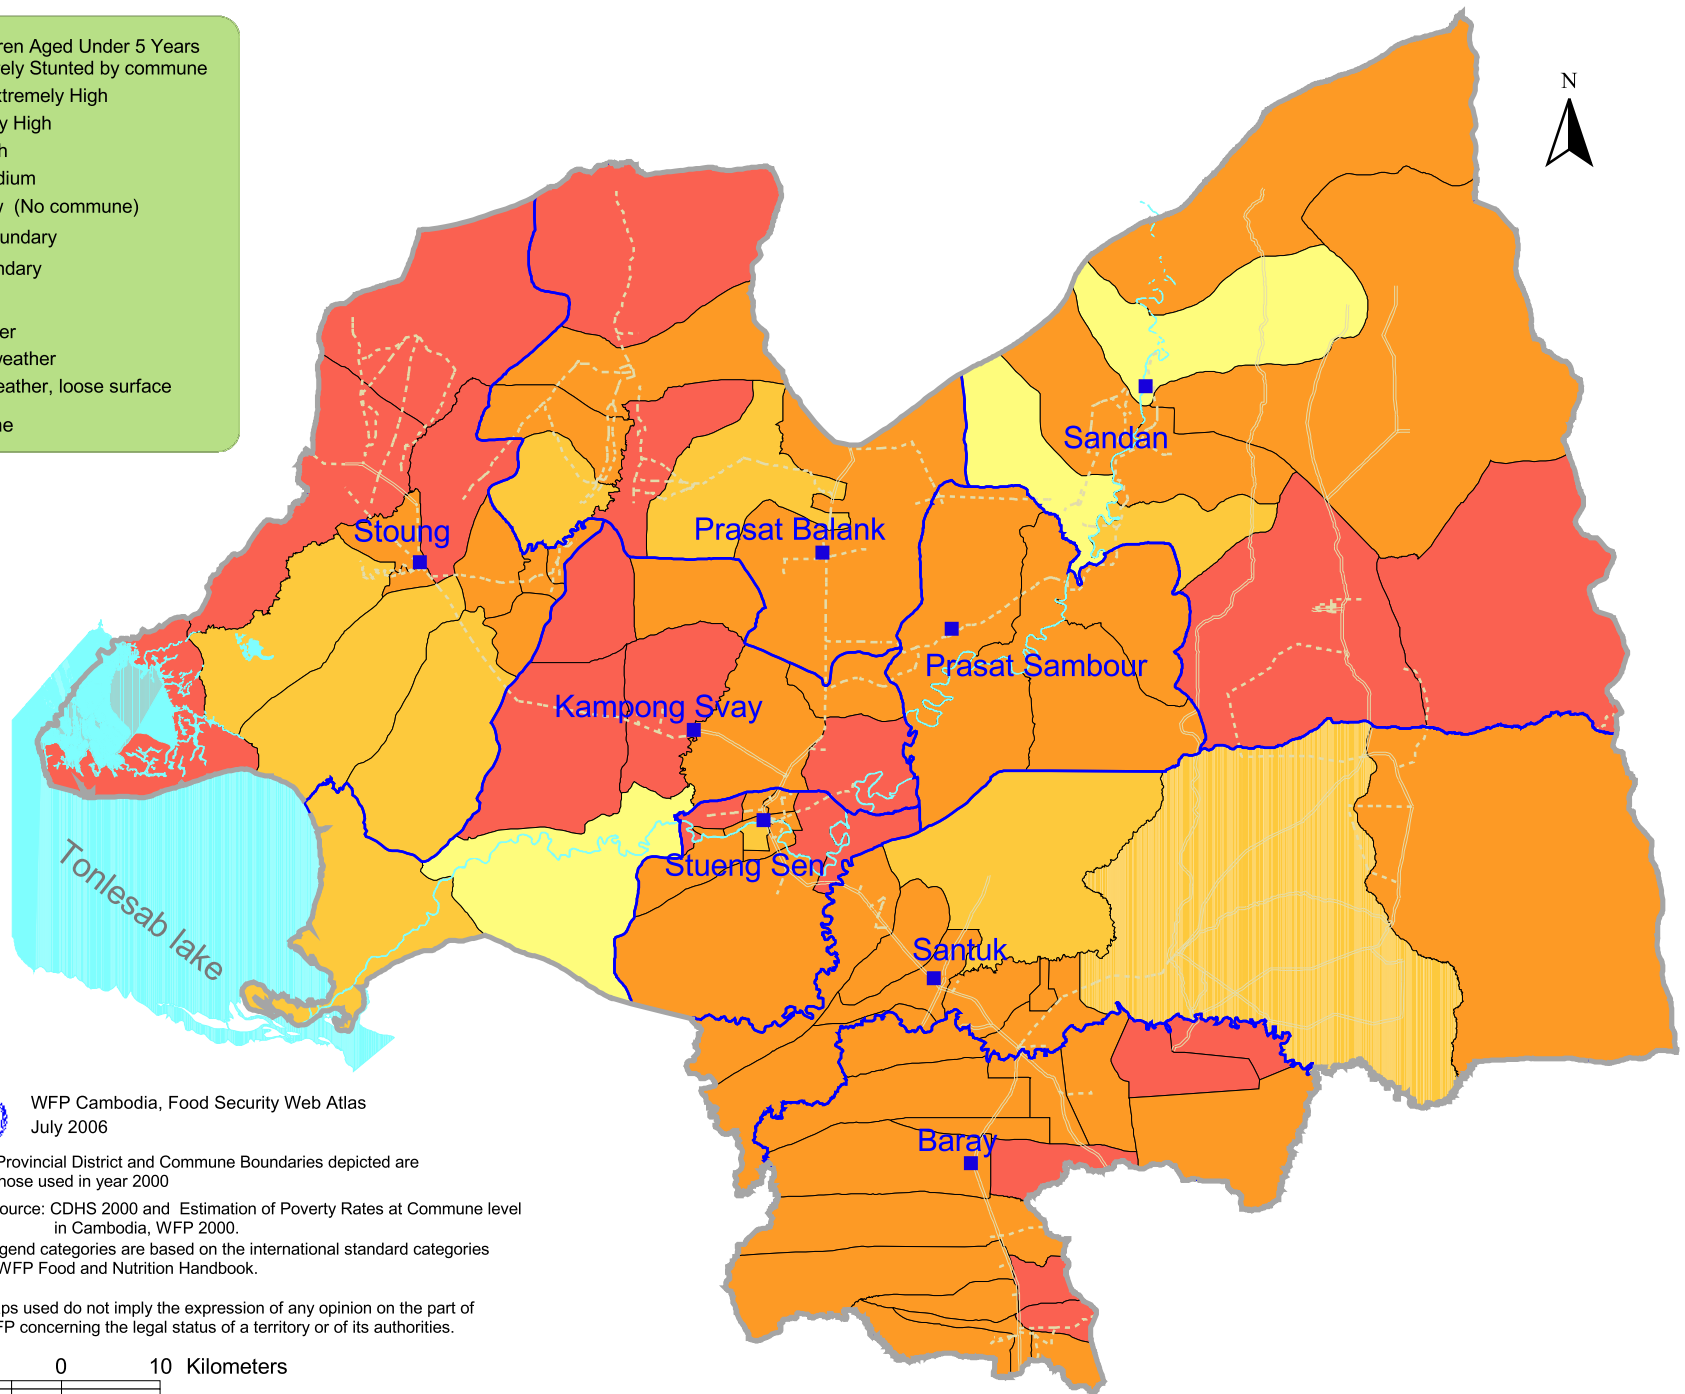 ren Aged Under 5 Years
rely Stunted by commune
xtremely High
y High
h
dium
(No commune)
undary
ndary
er
weather
eather, loose surface
ne
N
Sandan
Stoung
Prasat Balank
Prasat Sambour
Kampong Svay
Stueng Sen
Tonlesab lake
Santuk
Baray
WFP Cambodia, Food Security Web Atlas
July 2006
Provincial District and Commune Boundaries depicted are
hose used in year 2000
ource: CDHS 2000 and Estimation of Poverty Rates at Commune level
in Cambodia, WFP 2000.
gend categories are based on the international standard categories
WFP Food and Nutrition Handbook.
ps used do not imply the expression of any opinion on the part of
FP concerning the legal status of a territory or of its authorities.
0 10 Kilometers